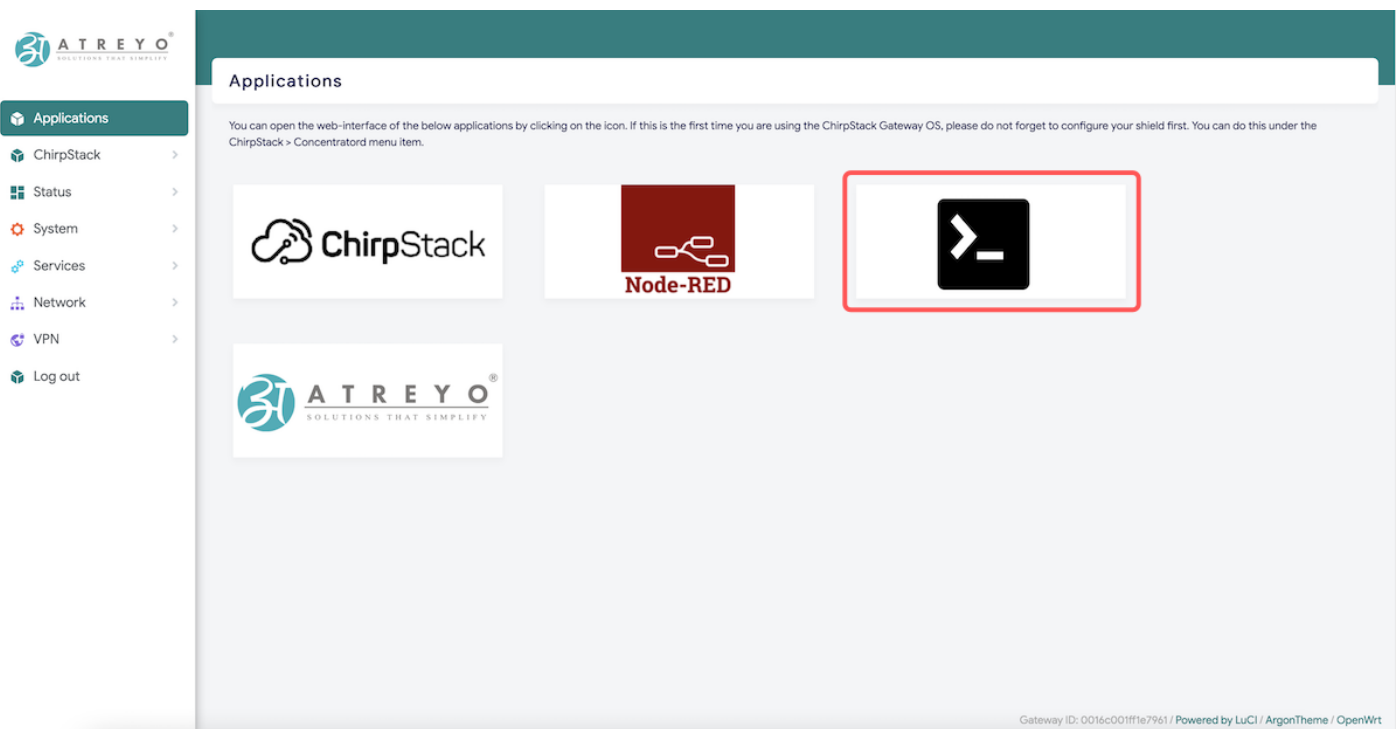 अ ATREYO®
SOLUTIONS THAT SIMPLIFY
Applications
ChirpStack
Status
System
Services
Network
VPN
Log out
Applications
You can open the web-interface of the below applications by clicking on the icon. If this is the first time you are using the ChirpStack Gateway OS, please do not forget to configure your shield first. You can do this under the
ChirpStack > Concentratord menu item.
ChirpStack
Node-RED
>_
अ ATREYO®
SOLUTIONS THAT SIMPLIFY
Gateway ID: 0016c001ff1e7961 / Powered by LuCI / ArgonTheme / OpenWrt